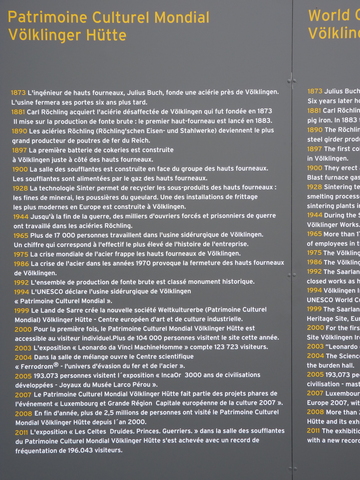 Patrimoine Culturel Mondial
Völklinger Hütte
1873 L'ingénieur de hauts fourneaux, Julius Buch, fonde une aciérie près de Völklingen.
L'usine fermera ses portes six ans plus tard.
1881 Carl Röchling acquiert l'aciérie désaffectée de Völklingen qui fut fondée en 1873
Il mise sur la production de fonte brute : le premier haut-fourneau est lancé en 1883.
1890 Les aciéries Röchling (Röchling'schen Eisen- und Stahlwerke) deviennent le plus
grand producteur de poutres de fer du Reich.
1897 La première batterie de cokeries est construite
à Völklingen juste à côté des hauts fourneaux.
1900 La salle des soufflantes est construite en face du groupe des hauts fourneaux.
Les soufflantes sont alimentées par le gaz des hauts fourneaux.
1928 La technologie Sinter permet de recycler les sous-produits des hauts fourneaux :
les fines de minerai, les poussières du gueulard. Une des installations de frittage
les plus modernes en Europe est construite à Völklingen.
1944 Jusqu'à la fin de la guerre, des milliers d'ouvriers forcés et prisonniers de guerre
ont travaillé dans les aciéries Röchling.
1965 Plus de 17 000 personnes travaillent dans l'usine sidérurgique de Völklingen.
Un chiffre qui correspond à l'effectif le plus élevé de l'histoire de l'entreprise.
1975 La crise mondiale de l'acier frappe les hauts fourneaux de Völklingen.
1986 La crise de l'acier dans les années 1970 provoque la fermeture des hauts fourneaux
de Völklingen.
1992 L'ensemble de production de fonte brute est classé monument historique.
1994 L'UNESCO déclare l'usine sidérurgique de Völklingen
« Patrimoine Mondial ».
1999 Le Land de Sarre crée la nouvelle société Weltkulturerbe (Patrimoine Culturel
Mondial) Völklinger Hütte - Centre européen d'art et de culture industrielle.
2000 Pour la première fois, le Patrimoine Culturel Mondial Völklinger Hütte est
accessible au visiteur individuel.Plus de 104 000 personnes visitent le site cette année.
2003 L'exposition « Leonardo da Vinci MaschineMensch » compte 123 723 visiteurs.
2004 Dans la salle de mélange ouvre le Centre scientifique
« Ferrodrom® - l'univers d'évasion du fer et de l'acier ».
2005 193.073 personnes visitent l'exposition « IncaOr 3000 ans de civilisations
développées - Joyaux du Musée Larco Pérou ».
2007 Le Patrimoine Culturel Mondial Völklinger Hütte fait partie des projets phares de
l'événement « Luxembourg et Grande Région Capitale européenne de la culture 2007 ».
2008 En fin d'année, plus de 2,5 millions de personnes ont visité le Patrimoine Culturel
Mondial Völklinger Hütte depuis l'an 2000.
2011 L'exposition « Les Celtes Druides. Princes. Guerriers. » dans la salle des soufflantes
du Patrimoine Culturel Mondial Völklinger Hütte s'est achevée avec un record de
fréquentation de 196.043 visiteurs.
World
Völklin
1873 Julius Buch
Six years later h
1881 Carl Röchlin
pig iron. In 1883
1890 The Röchlin
steel girder prod
1897 The first co
in Völklingen.
1900 They erect
Blast furnace gas
1928 Sintering te
smelting process
sintering plants i
1944 During the
Völklinger Works.
1965 More than 1
of employees in t
1975 The Völkling
1986 The Völkling
1992 The Saarlan
closed works as h
1994 Völklingen I
UNESCO World Cu
1999 The Saarlan
Heritage Site, Eu
2000 For the first
Site Völklingen Ir
2003 "Leonardo
2004 The Scienc
the burden hall.
2005 193,073 pe
civilisation - mast
2007 Luxembour
Europe 2007, wit
2008 More than
Hütte from the y
2011 The exhibiti
with a new recor